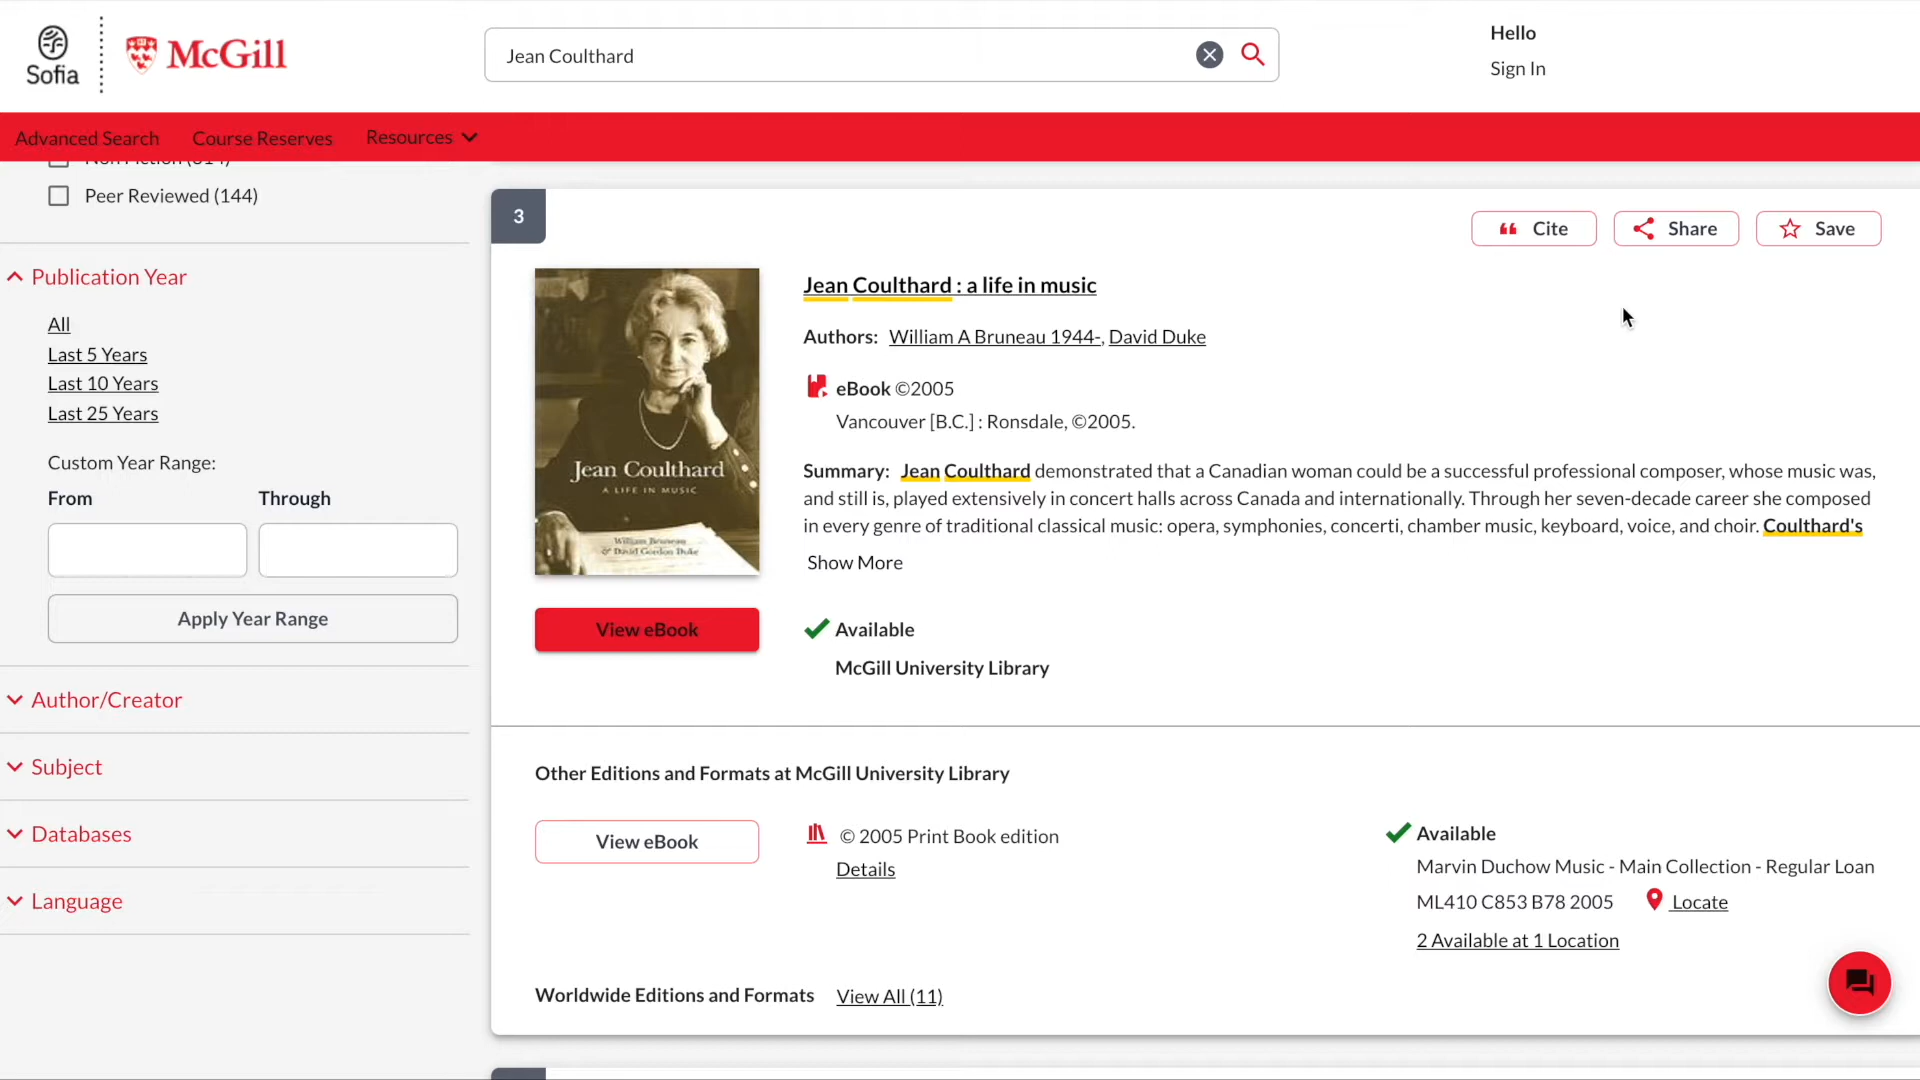 Sofia
McGill
Jean Coulthard
Hello
Sign In
Advanced Search
Course Reserves
Resources
Peer Reviewed (144)
Publication Year
All
Last 5 Years
Last 10 Years
Last 25 Years
Custom Year Range:
From
Through
Apply Year Range
Author/Creator
Subject
Databases
Language
3
Cite
Share
Save
Jean Coulthard
A LIFE IN MUSIC
William Bruneau
& David Gordon Duke
View eBook
Jean Coulthard : a life in music
Authors: William A Bruneau 1944-, David Duke
eBook ©2005
Vancouver [B.C.] : Ronsdale, ©2005.
Summary: Jean Coulthard demonstrated that a Canadian woman could be a successful professional composer, whose music was,
and still is, played extensively in concert halls across Canada and internationally. Through her seven-decade career she composed
in every genre of traditional classical music: opera, symphonies, concerti, chamber music, keyboard, voice, and choir. Coulthard's
Show More
Available
McGill University Library
Other Editions and Formats at McGill University Library
View eBook
© 2005 Print Book edition
Details
Available
Marvin Duchow Music - Main Collection - Regular Loan
ML410 C853 B78 2005
Locate
2 Available at 1 Location
Worldwide Editions and Formats
View All (11)